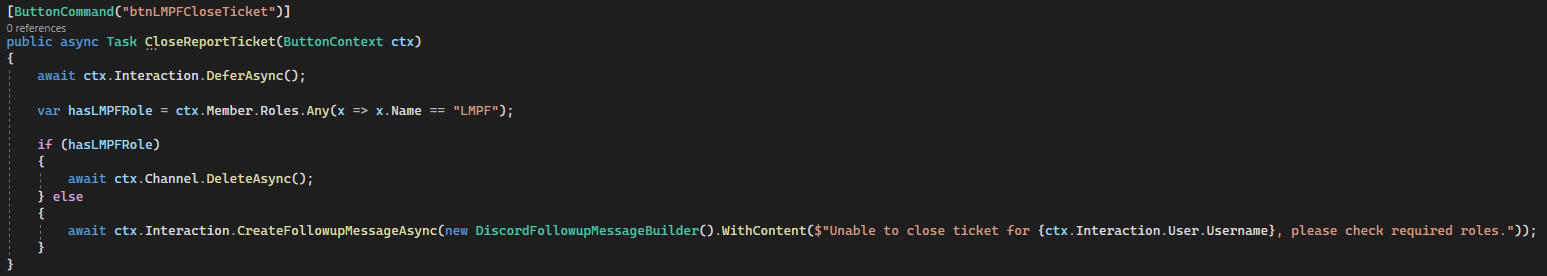 [ButtonCommand("btnLMPFCloseTicket")]
0 references
public async Task CloseReportTicket(ButtonContext ctx)
{
    await ctx.Interaction.DeferAsync();
    var hasLMPFRole = ctx.Member.Roles.Any(x => x.Name == "LMPF");
    if (hasLMPFRole)
    {
        await ctx.Channel.DeleteAsync();
    } else
    {
        await ctx.Interaction.CreateFollowupMessageAsync(new DiscordFollowupMessageBuilder().WithContent($"Unable to close ticket for {ctx.Interaction.User.Username}, please check required roles."));
    }
}